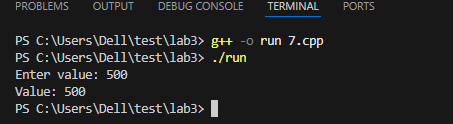 PROBLEMS OUTPUT DEBUG CONSOLE TERMINAL PORTS
PS C:\Users\Dell\test\lab3> g++ -o run 7.cpp
PS C:\Users\Dell\test\lab3> ./run
Enter value: 500
Value: 500
PS C:\Users\Dell\test\lab3>